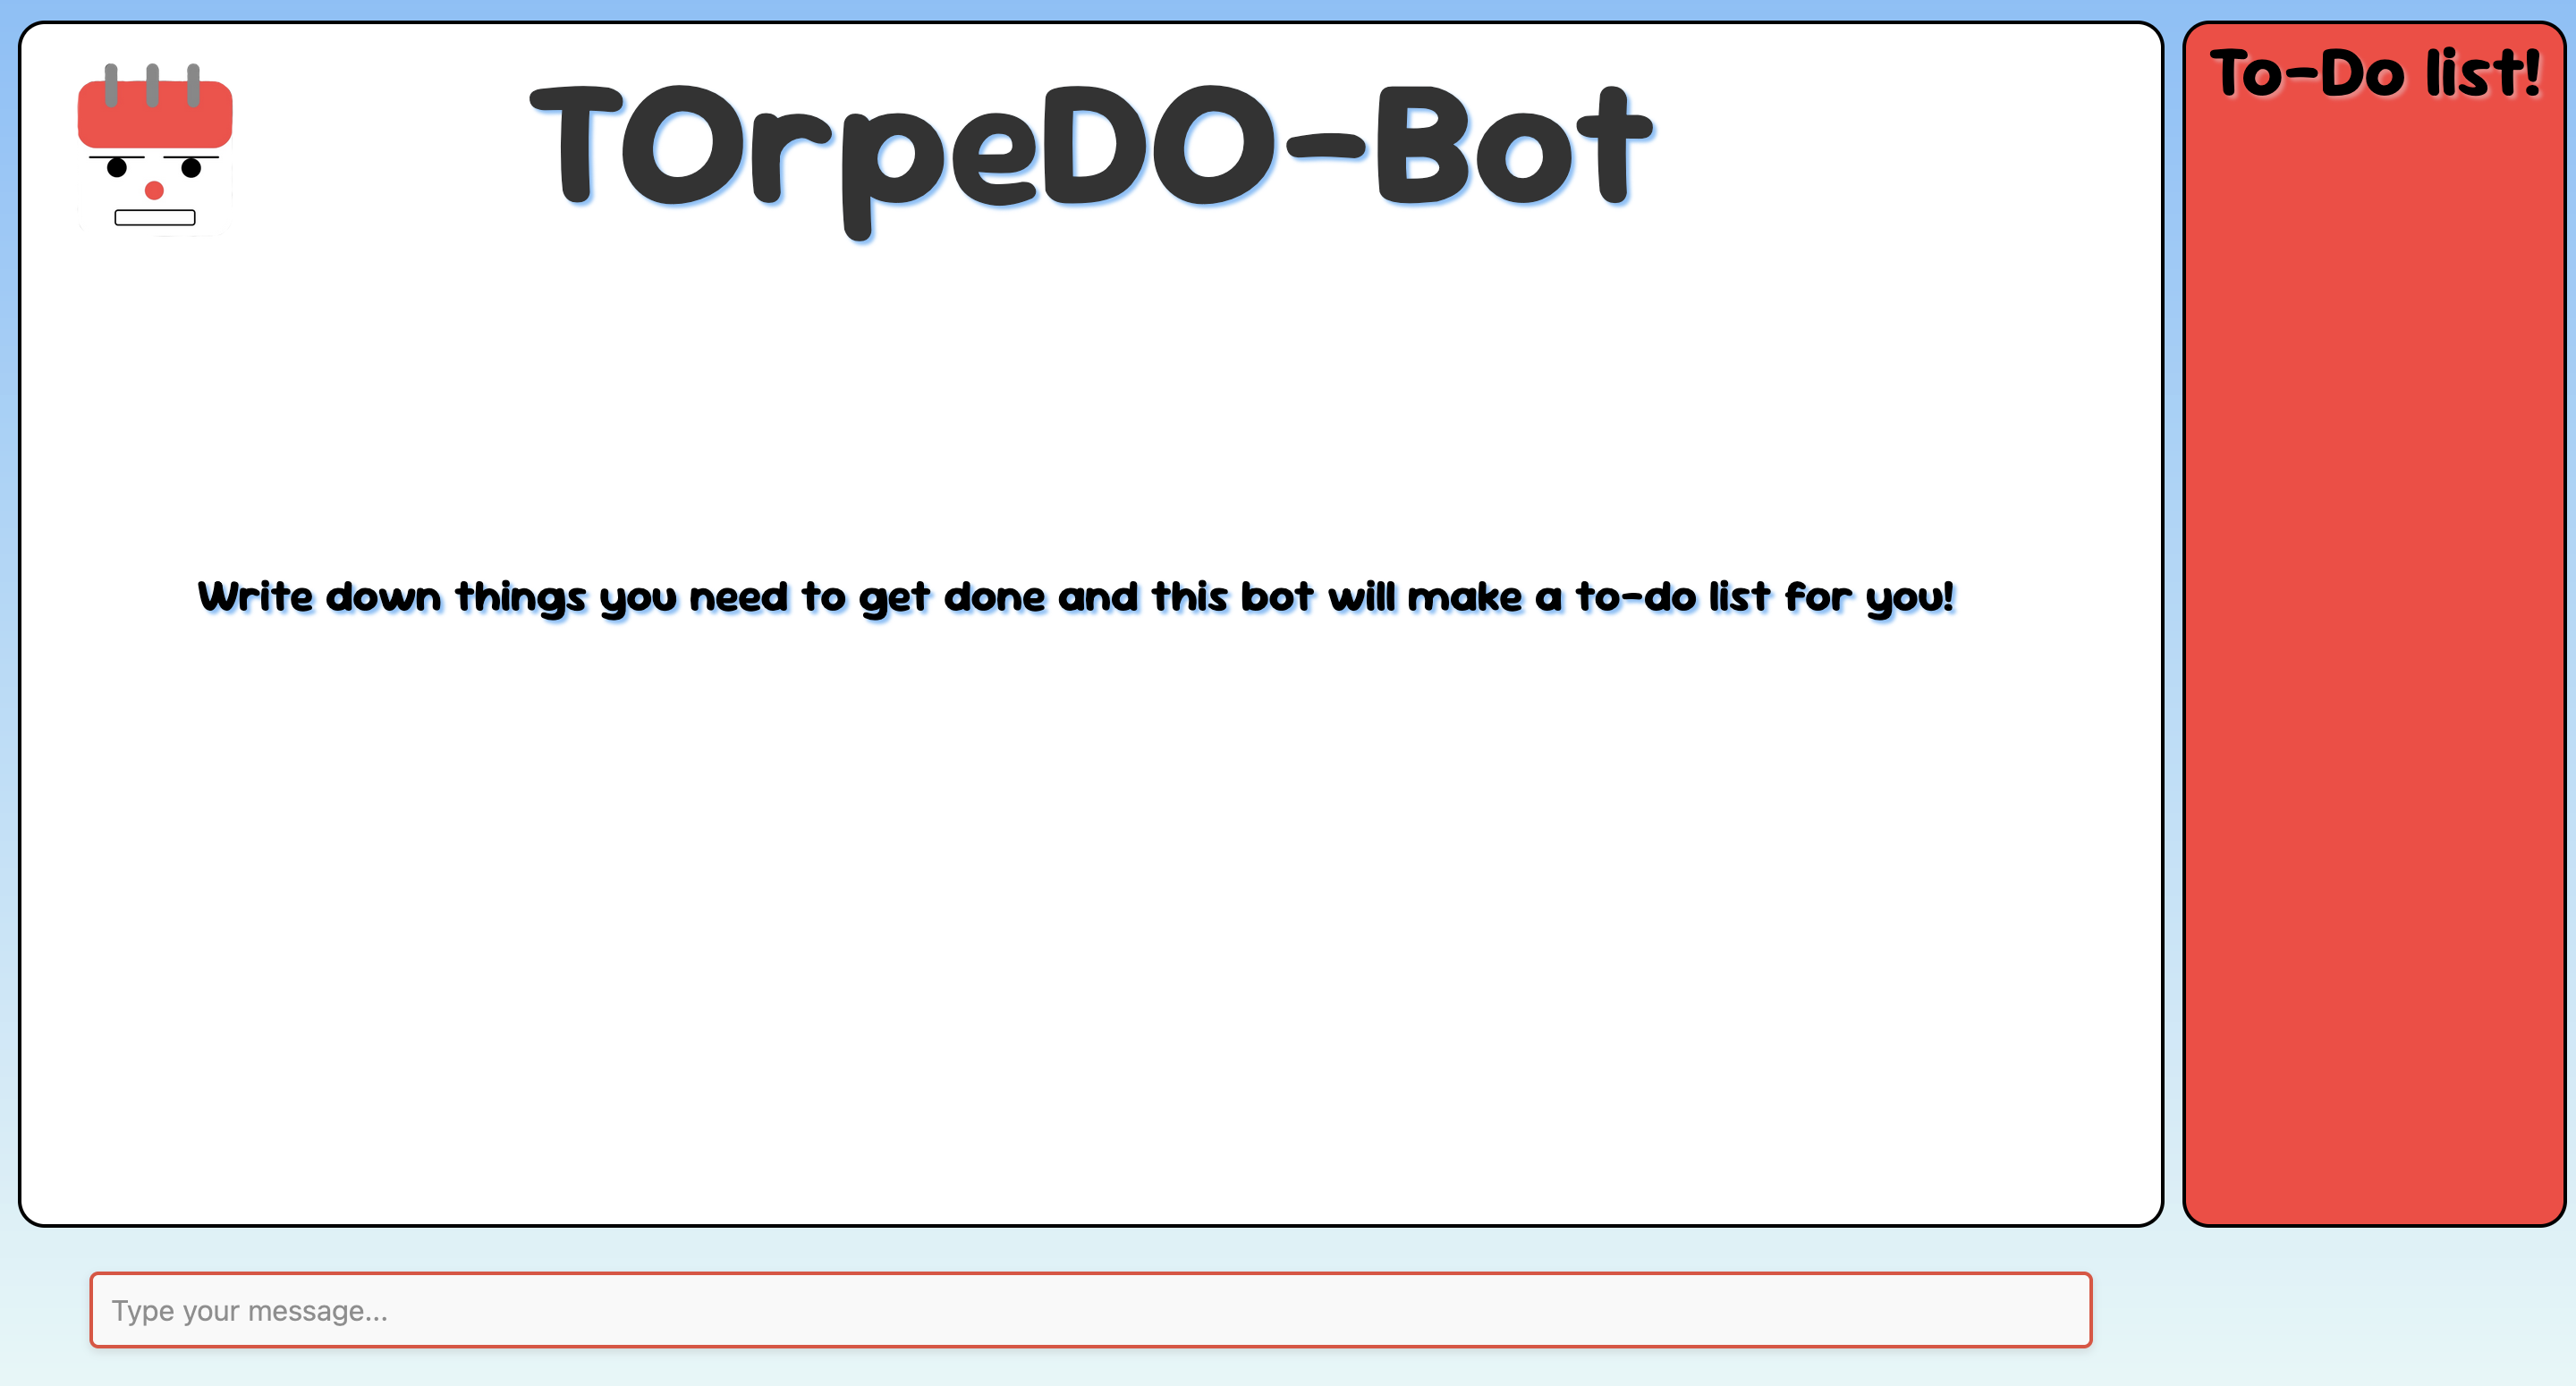 TOrpeDO-Bot
To-Do list!
Write down things you need to get done and this bot will make a to-do list for you!
Type your message...